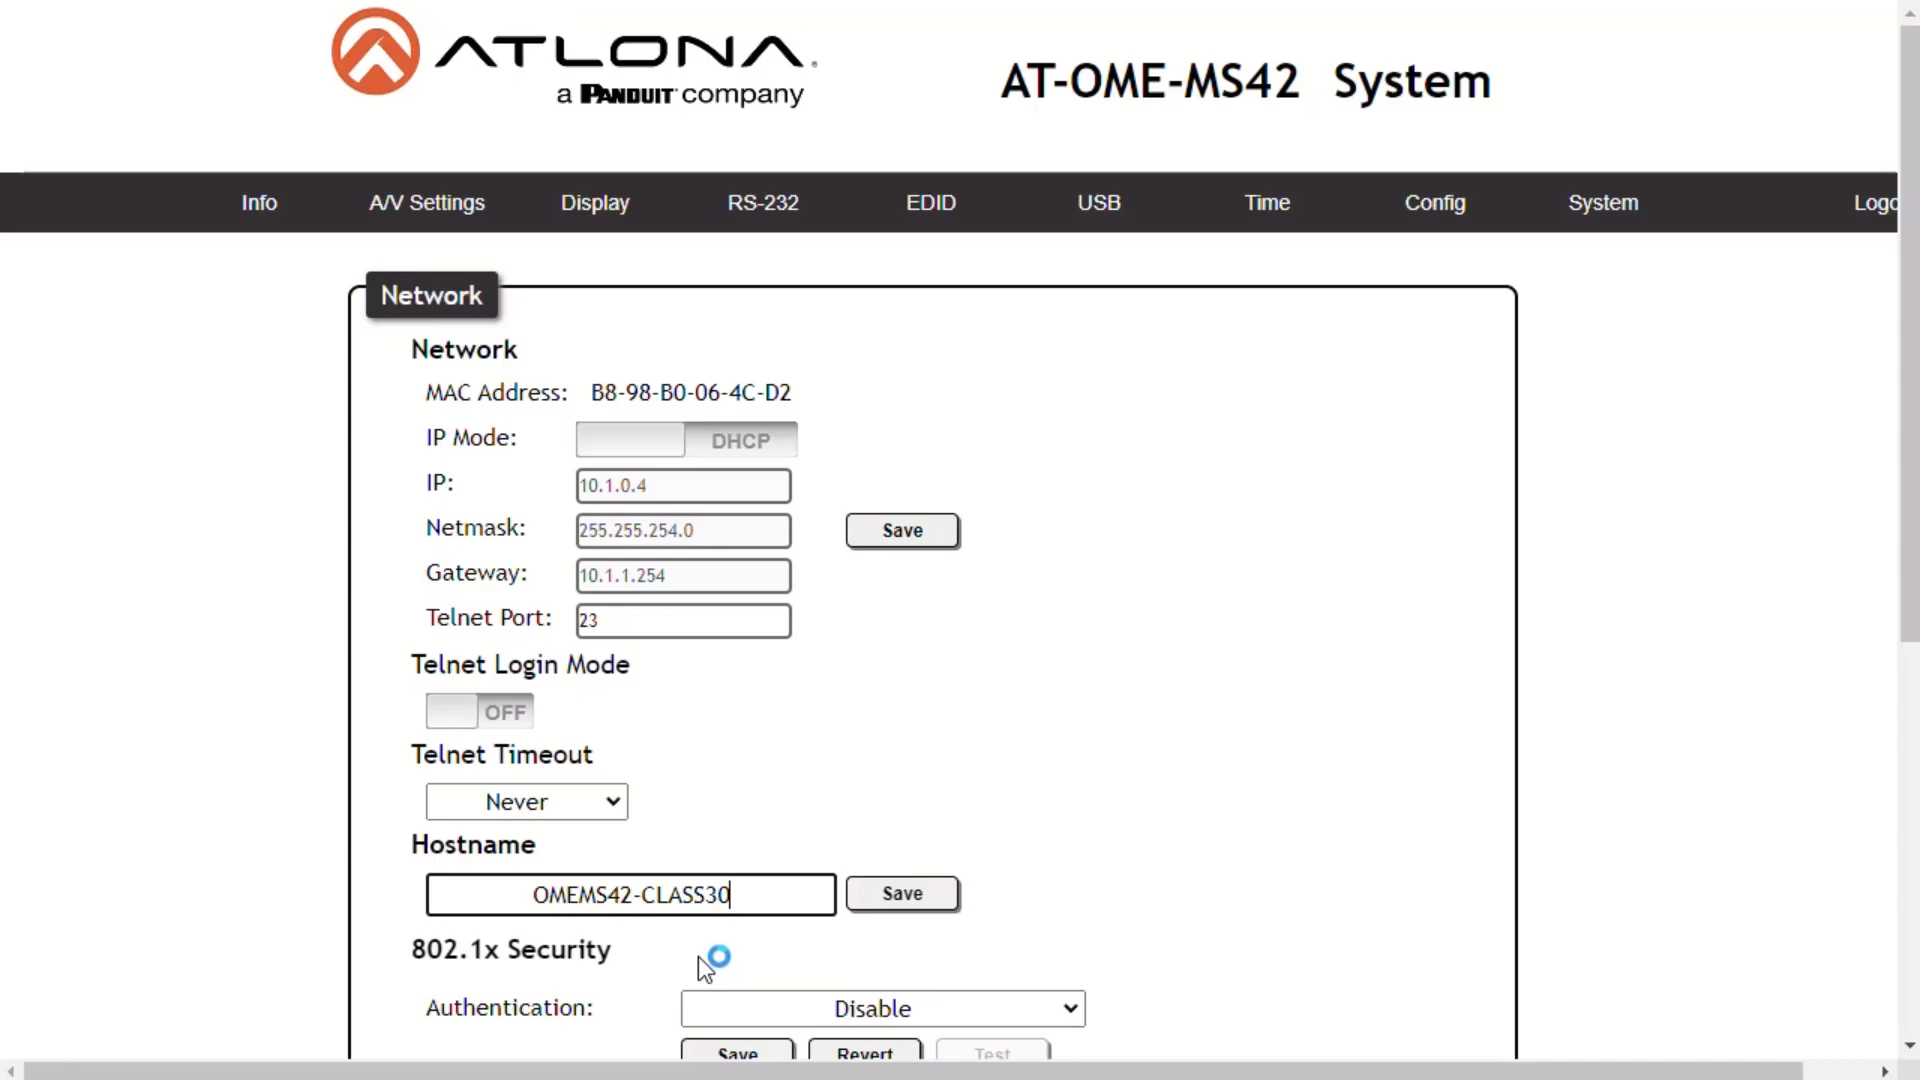 ATLONA
a PANDUIT company
AT-OME-MS42 System
Info A/V Settings Display RS-232 EDID USB Time Config System Logo
Network
Network
MAC Address: B8-98-B0-06-4C-D2
IP Mode: DHCP
IP: 10.1.0.4
Netmask: 255.255.254.0 Save
Gateway: 10.1.1.254
Telnet Port: 23
Telnet Login Mode
OFF
Telnet Timeout
Never
Hostname
OMEMS42-CLASS30 Save
802.1x Security
Authentication: Disable
Save Revert Test